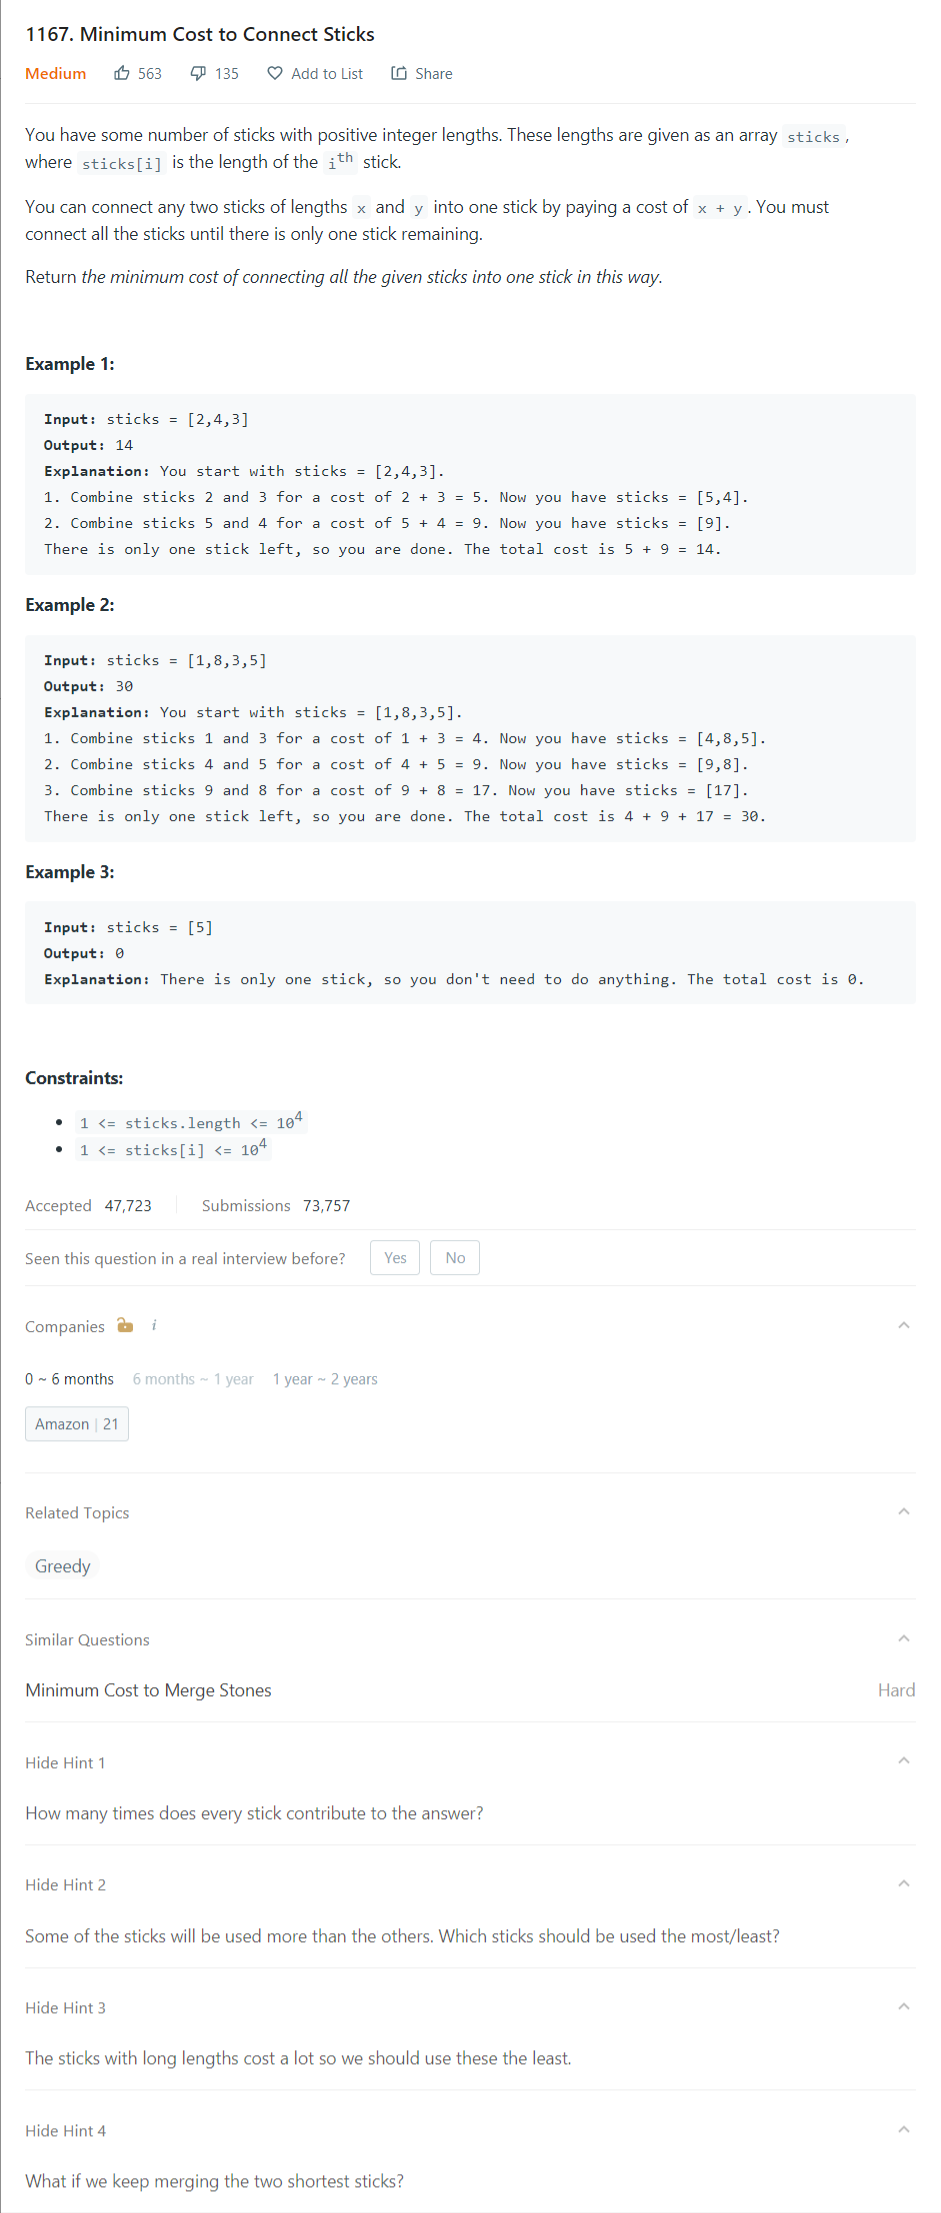 1167. Minimum Cost to Connect Sticks
Medium 563 135 Add to List Share
You have some number of sticks with positive integer lengths. These lengths are given as an array sticks ,
where sticks[i] is the length of the ith stick.
You can connect any two sticks of lengths x and y into one stick by paying a cost of x + y . You must
connect all the sticks until there is only one stick remaining.
Return the minimum cost of connecting all the given sticks into one stick in this way.
Example 1:
Input: sticks = [2,4,3]
Output: 14
Explanation: You start with sticks = [2,4,3].
1. Combine sticks 2 and 3 for a cost of 2 + 3 = 5. Now you have sticks = [5,4].
2. Combine sticks 5 and 4 for a cost of 5 + 4 = 9. Now you have sticks = [9].
There is only one stick left, so you are done. The total cost is 5 + 9 = 14.
Example 2:
Input: sticks = [1,8,3,5]
Output: 30
Explanation: You start with sticks = [1,8,3,5].
1. Combine sticks 1 and 3 for a cost of 1 + 3 = 4. Now you have sticks = [4,8,5].
2. Combine sticks 4 and 5 for a cost of 4 + 5 = 9. Now you have sticks = [9,8].
3. Combine sticks 9 and 8 for a cost of 9 + 8 = 17. Now you have sticks = [17].
There is only one stick left, so you are done. The total cost is 4 + 9 + 17 = 30.
Example 3:
Input: sticks = [5]
Output: 0
Explanation: There is only one stick, so you don't need to do anything. The total cost is 0.
Constraints:
• 1 <= sticks.length <= 10^4
• 1 <= sticks[i] <= 10^4
Accepted 47,723 Submissions 73,757
Seen this question in a real interview before? Yes No
Companies i
0 ~ 6 months 6 months ~ 1 year 1 year ~ 2 years
Amazon | 21
Related Topics
Greedy
Similar Questions
Minimum Cost to Merge Stones Hard
Hide Hint 1
How many times does every stick contribute to the answer?
Hide Hint 2
Some of the sticks will be used more than the others. Which sticks should be used the most/least?
Hide Hint 3
The sticks with long lengths cost a lot so we should use these the least.
Hide Hint 4
What if we keep merging the two shortest sticks?